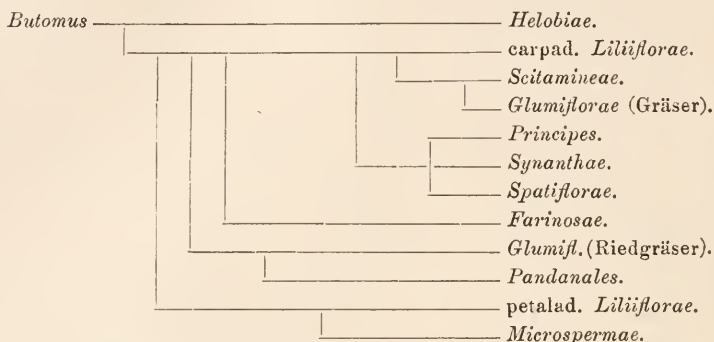 Butomus Helobiae.
carpad. Liliiflorae.
Scitamineae.
Glumiflorae (Gräser).
Principes.
Synanthae.
Spatiflorae.
Farinosae.
Glumifl. (Riedgräser).
Pandanales.
petalad. Liliiflorae.
Microspermae.